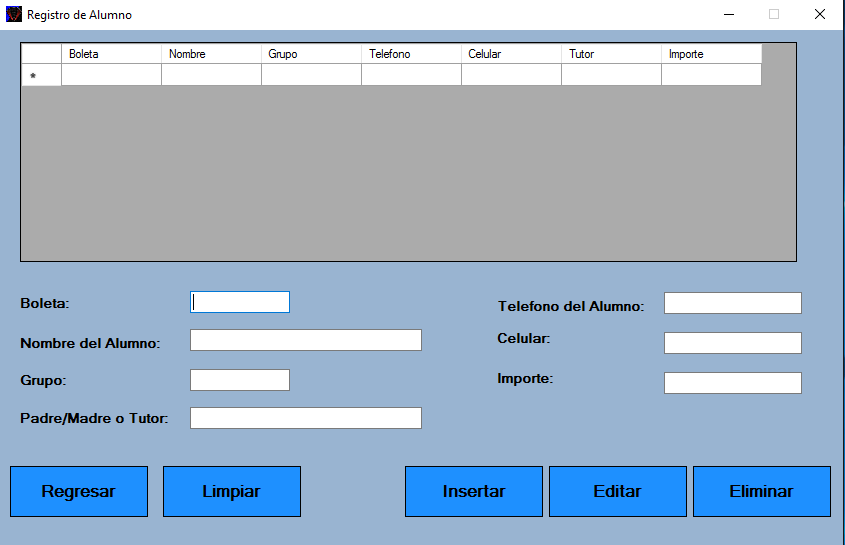 Registro de Alumno
Boleta Nombre Grupo Telefono Celular Tutor Importe
*
Boleta:
Nombre del Alumno:
Grupo:
Padre/Madre o Tutor:
Telefono del Alumno:
Celular:
Importe:
Regresar Limpiar Insertar Editar Eliminar